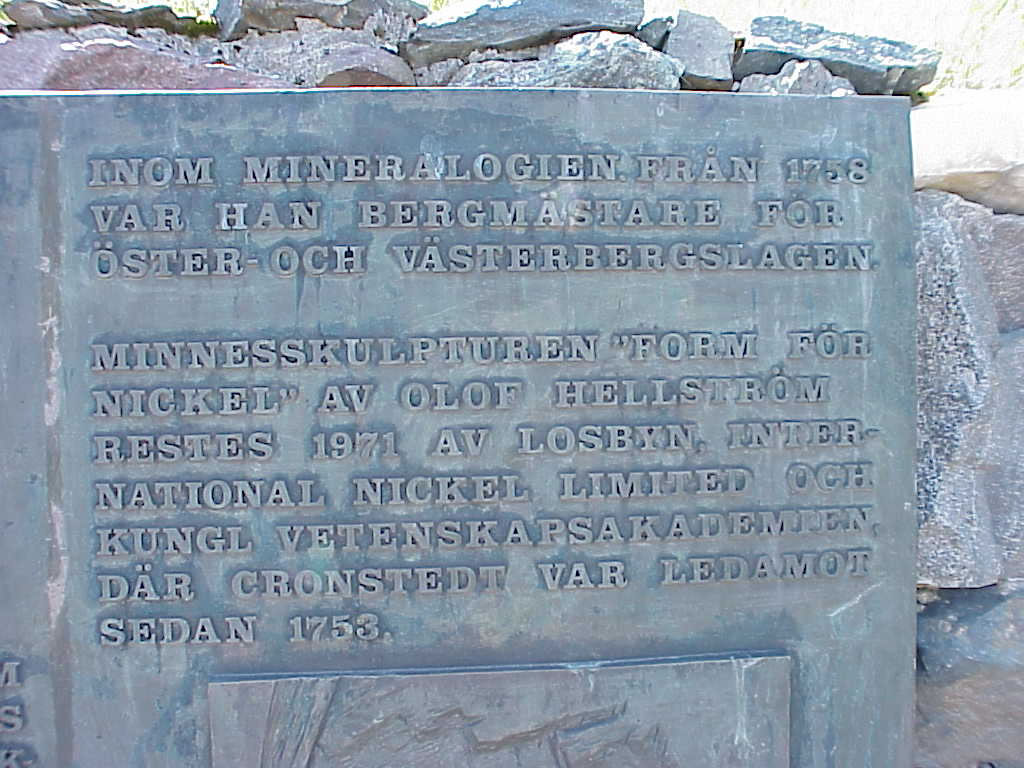 INOM MINERALOGIEN. FRÅN 1758
VAR HAN BERGMÄSTARE FÖR
ÖSTER- OCH VÄSTERBERGSLAGEN.
MINNESSKULPTUREN "FORM FÖR
NICKEL" AV OLOF HELLSTRÖM
RESTES 1971 AV LOSBYN, INTER-
NATIONAL NICKEL LIMITED OCH
KUNGL VETENSKAPSAKADEMIEN,
DÄR CRONSTEDT VAR LEDAMOT
SEDAN 1753.